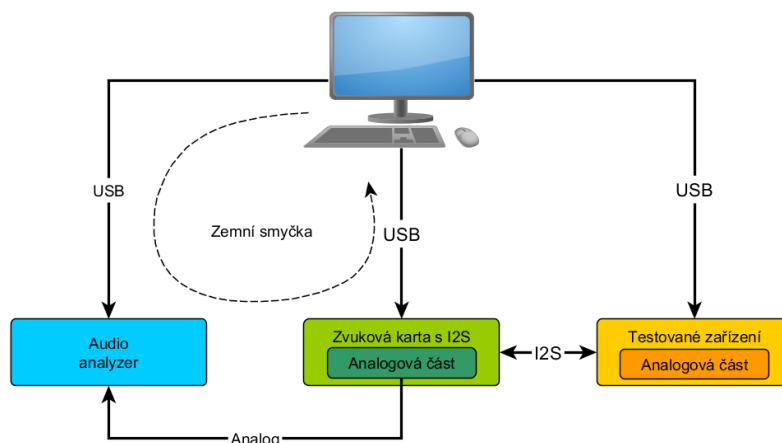 USB
Zemní smyčka
USB
USB
Audio
analyzer
Zvuková karta s I2S
Analogová část
I2S
Testované zařízení
Analogová část
Analog